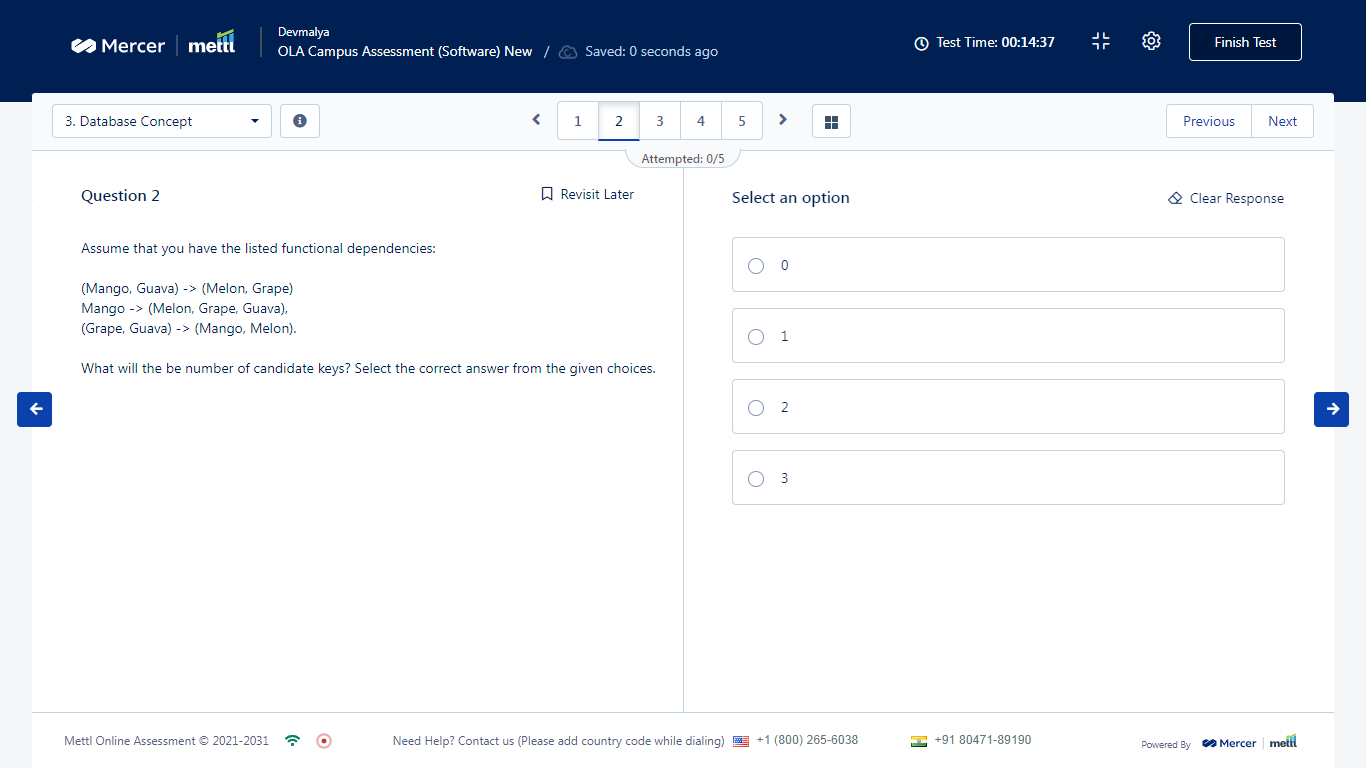 Mercer mettl
Devmalya
OLA Campus Assessment (Software) New / Saved: 0 seconds ago
Test Time: 00:14:37
Finish Test
3. Database Concept
1 2 3 4 5
Previous Next
Attempted: 0/5
Question 2
Revisit Later
Assume that you have the listed functional dependencies:
(Mango, Guava) -> (Melon, Grape)
Mango -> (Melon, Grape, Guava),
(Grape, Guava) -> (Mango, Melon).
What will the be number of candidate keys? Select the correct answer from the given choices.
Select an option
Clear Response
0
1
2
3
Mettl Online Assessment © 2021-2031
Need Help? Contact us (Please add country code while dialing) +1 (800) 265-6038 +91 80471-89190
Powered By Mercer mettl